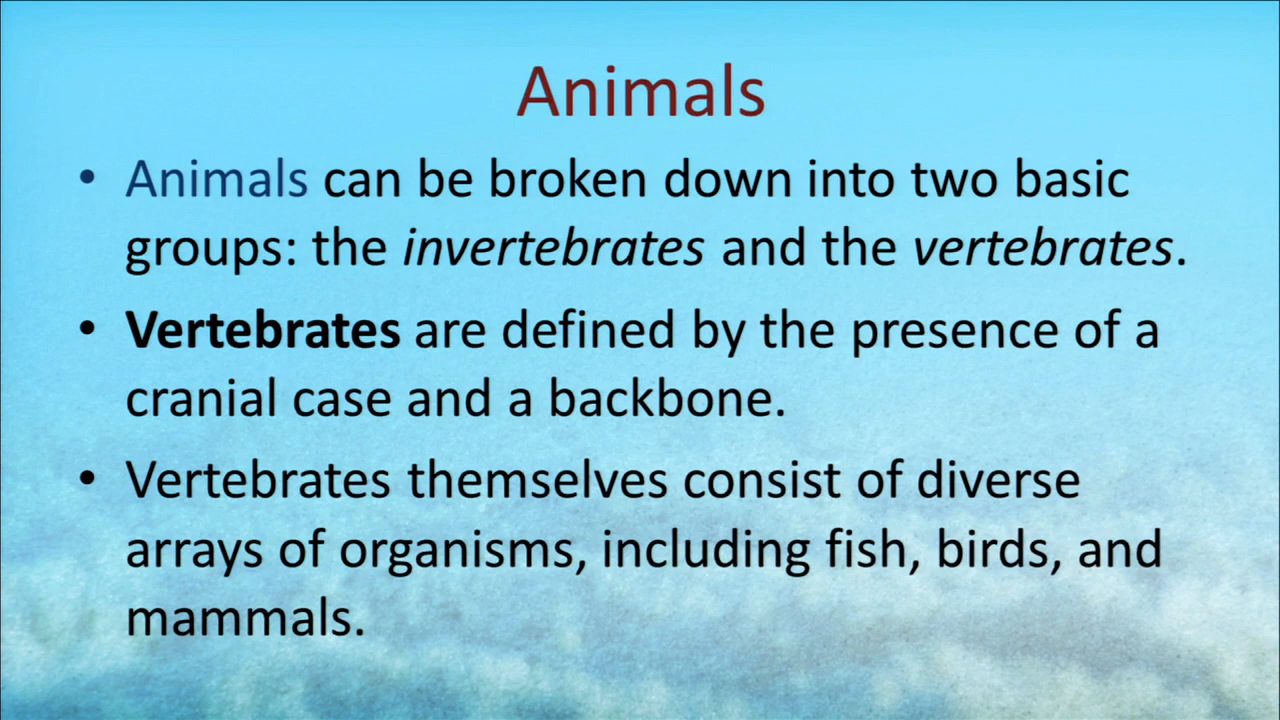 Animals
• Animals can be broken down into two basic
groups: the invertebrates and the vertebrates.
• Vertebrates are defined by the presence of a
cranial case and a backbone.
• Vertebrates themselves consist of diverse
arrays of organisms, including fish, birds, and
mammals.